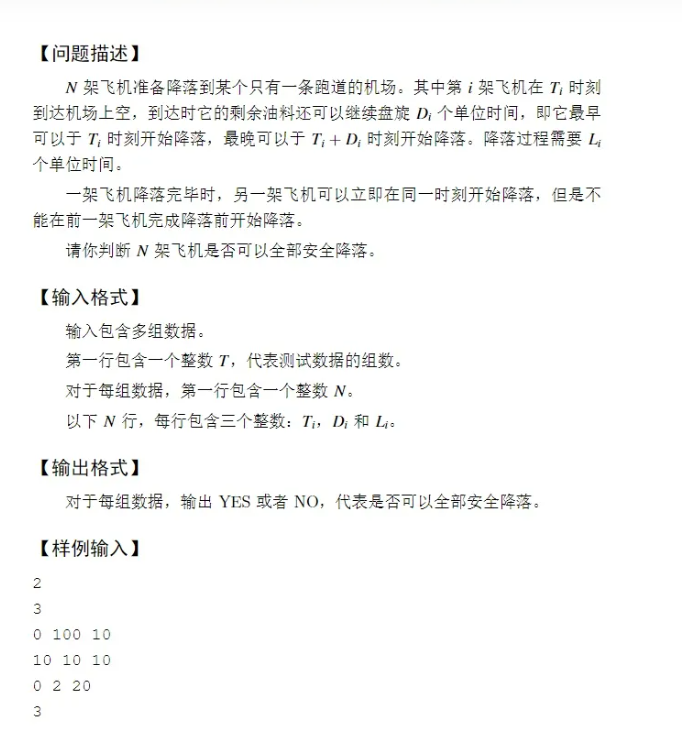 【问题描述】
N 架飞机准备降落到某个只有一条跑道的机场。其中第 i 架飞机在 Ti 时刻
到达机场上空，到达时它的剩余油料还可以继续盘旋 Di 个单位时间，即它最早
可以于 Ti 时刻开始降落，最晚可以于 Ti + Di 时刻开始降落。降落过程需要 Li
个单位时间。
一架飞机降落完毕时，另一架飞机可以立即在同一时刻开始降落，但是不
能在前一架飞机完成降落前开始降落。
请你判断 N 架飞机是否可以全部安全降落。
【输入格式】
输入包含多组数据。
第一行包含一个整数 T，代表测试数据的组数。
对于每组数据，第一行包含一个整数 N。
以下 N 行，每行包含三个整数：Ti，Di 和 Li。
【输出格式】
对于每组数据，输出 YES 或者 NO，代表是否可以全部安全降落。
【样例输入】
2
3
0 100 10
10 10 10
0 2 20
3